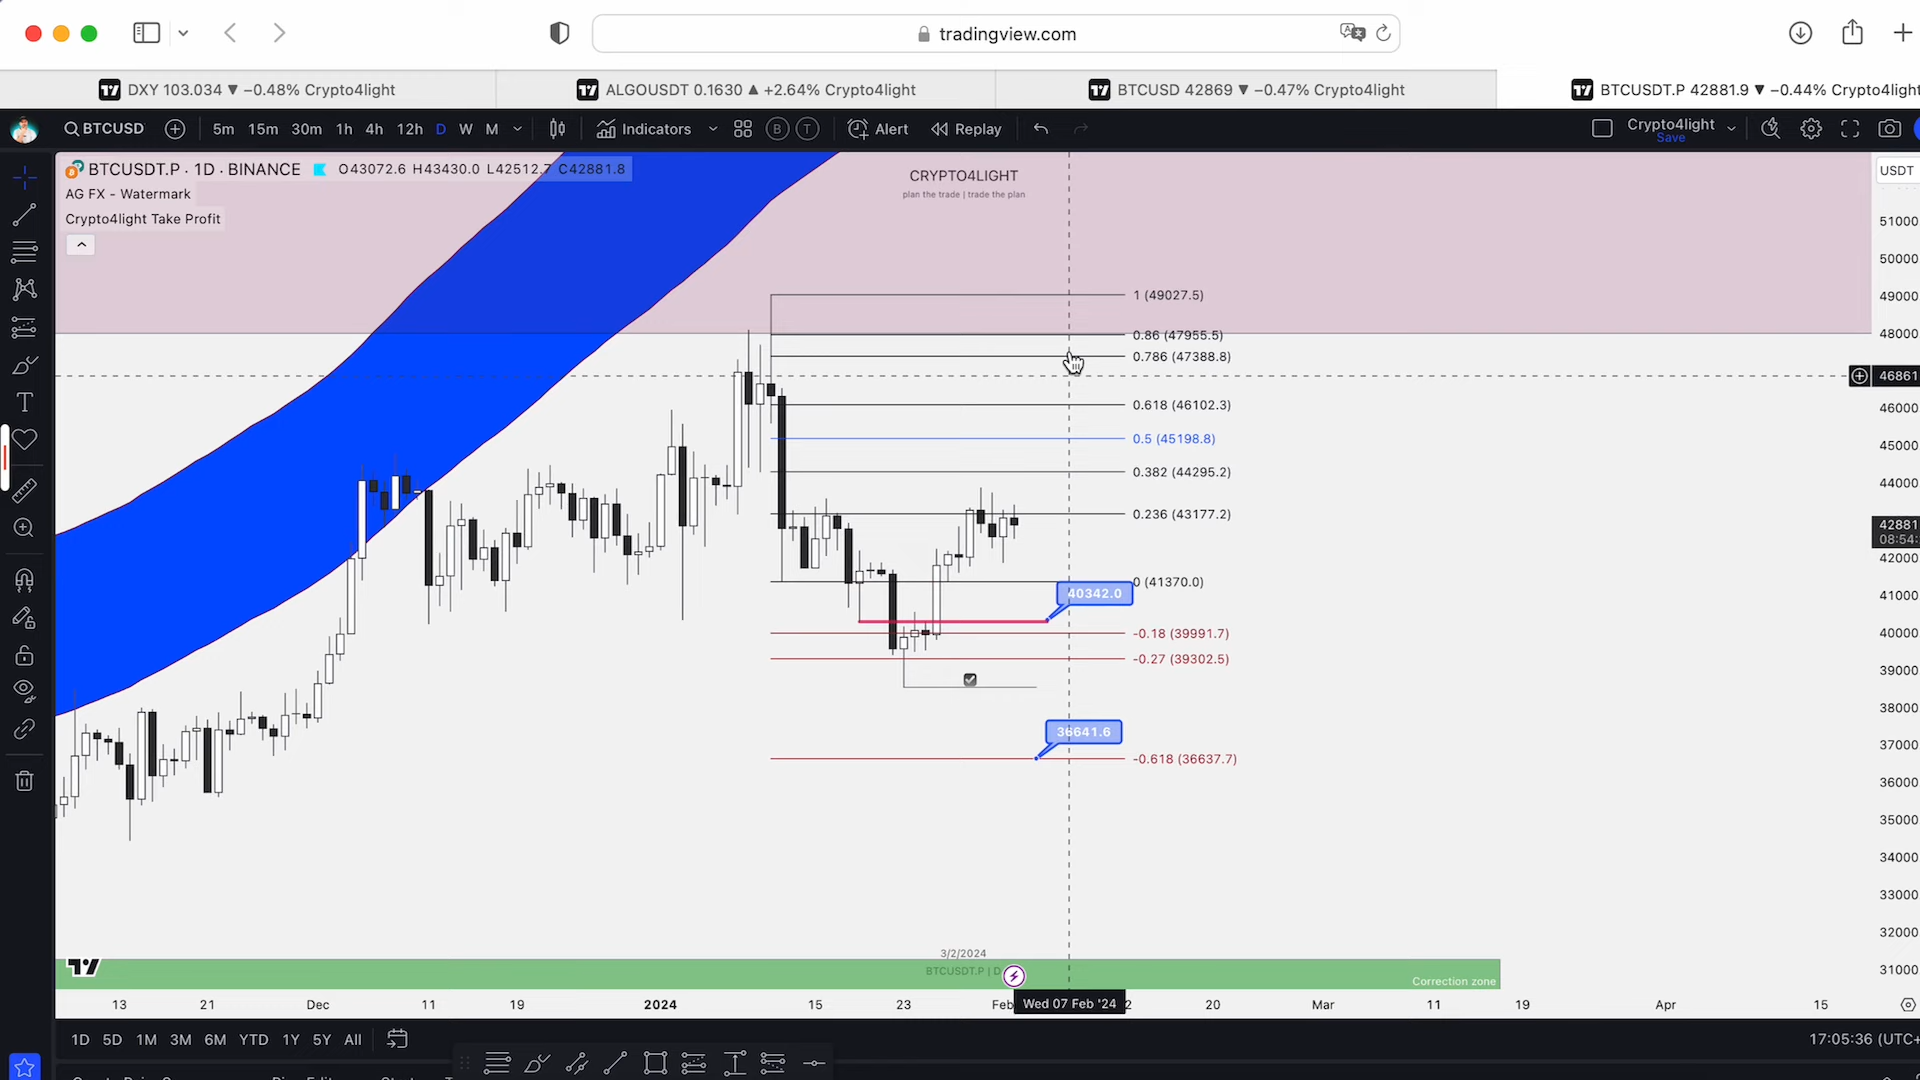 tradingview.com
DXY 103.034 ▼ −0.48% Crypto4light
ALGOUSDT 0.1630 ▲ +2.64% Crypto4light
BTCUSD 42869 ▼ −0.47% Crypto4light
BTCUSDT.P 42881.9 ▼ −0.44% Crypto4light
BTCUSD
5m 15m 30m 1h 4h 12h D W M
Indicators
B T
Alert
Replay
Crypto4light
Save
BTCUSDT.P · 1D · BINANCE O43072.6 H43430.0 L42512.7 C42881.8
AG FX - Watermark
Crypto4light Take Profit
CRYPTO4LIGHT
plan the trade | trade the plan
USDT
51000
50000
49000
48000
46861
46000
45000
44000
42881
08:54:
42000
41000
40000
39000
38000
37000
36000
35000
34000
33000
32000
31000
1 (49027.5)
0.86 (47955.5)
0.786 (47388.8)
0.618 (46102.3)
0.5 (45198.8)
0.382 (44295.2)
0.236 (43177.2)
0 (41370.0)
40342.0
-0.18 (39991.7)
-0.27 (39302.5)
36641.6
-0.618 (36637.7)
3/2/2024
BTCUSDT.P | D
Correction zone
13 21 Dec 11 19 2024 15 23 Feb Wed 07 Feb '24 2 20 Mar 11 19 Apr 15
1D 5D 1M 3M 6M YTD 1Y 5Y All
17:05:36 (UTC+